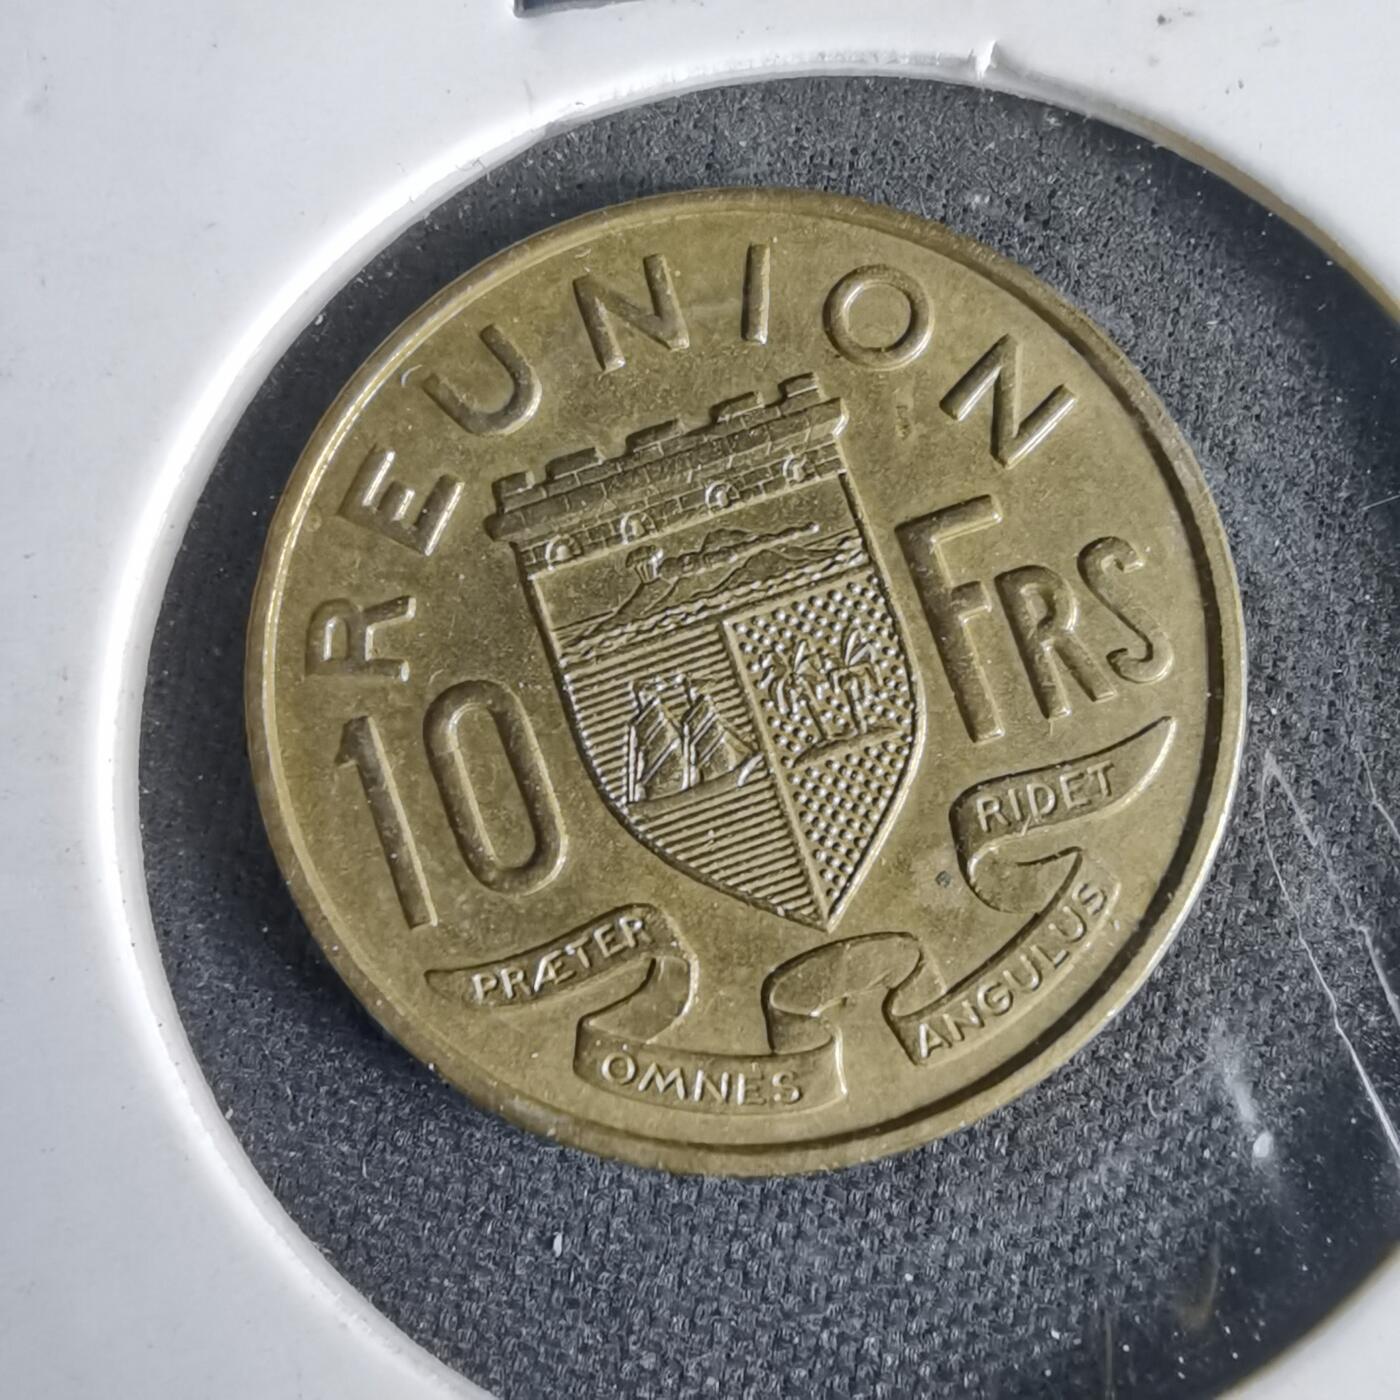 REUNION
10 FRS
PRÆTER
OMNES
ANGULUS
RIDET